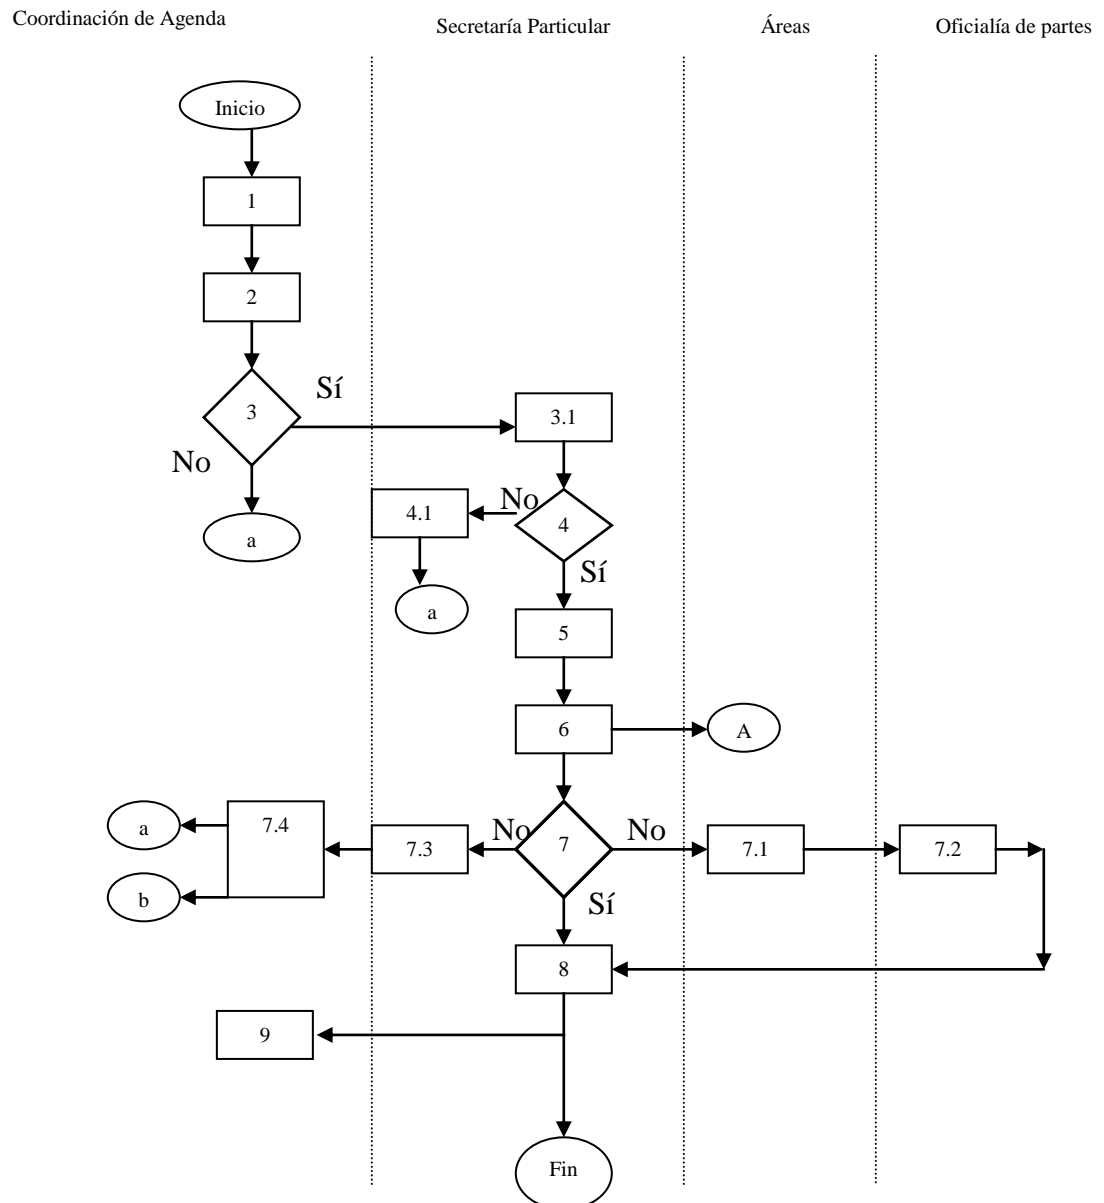 Coordinación de Agenda
Secretaría Particular
Áreas
Oficialía de partes
Inicio
1
2
3
Sí
No
a
3.1
No
4.1
4
Sí
a
5
6
A
a
b
7.4
7.3
No
7
No
7.1
7.2
Sí
8
9
Fin